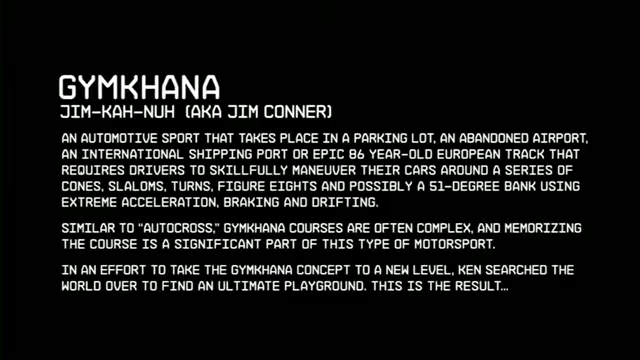 GYMKHANA
JIM-KAH-NUH (AKA JIM CONNER)
AN AUTOMOTIVE SPORT THAT TAKES PLACE IN A PARKING LOT, AN ABANDONED AIRPORT,
AN INTERNATIONAL SHIPPING PORT OR EPIC 86 YEAR-OLD EUROPEAN TRACK THAT
REQUIRES DRIVERS TO SKILLFULLY MANEUVER THEIR CARS AROUND A SERIES OF
CONES, SLALOMS, TURNS, FIGURE EIGHTS AND POSSIBLY A 51-DEGREE BANK USING
EXTREME ACCELERATION, BRAKING AND DRIFTING.
SIMILAR TO “AUTOCROSS,” GYMKHANA COURSES ARE OFTEN COMPLEX, AND MEMORIZING
THE COURSE IS A SIGNIFICANT PART OF THIS TYPE OF MOTORSPORT.
IN AN EFFORT TO TAKE THE GYMKHANA CONCEPT TO A NEW LEVEL, KEN SEARCHED THE
WORLD OVER TO FIND AN ULTIMATE PLAYGROUND. THIS IS THE RESULT...